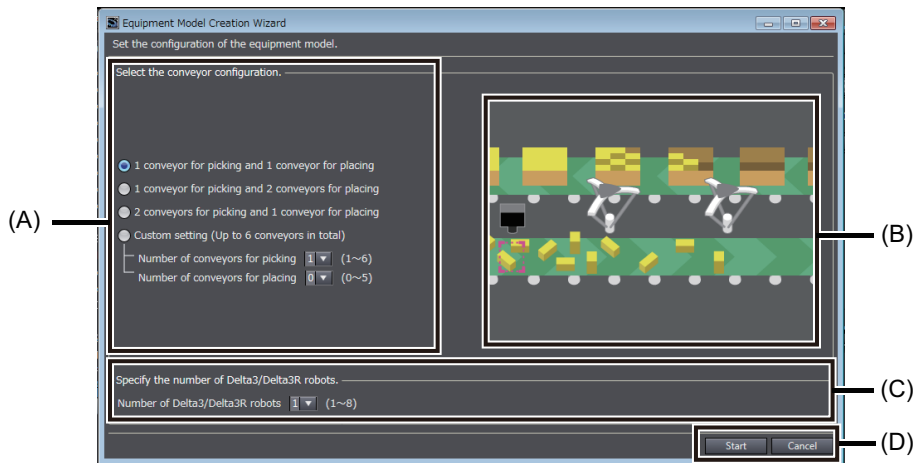 Equipment Model Creation Wizard
Set the configuration of the equipment model.
Select the conveyor configuration.
1 conveyor for picking and 1 conveyor for placing
1 conveyor for picking and 2 conveyors for placing
2 conveyors for picking and 1 conveyor for placing
Custom setting (Up to 6 conveyors in total)
Number of conveyors for picking 1 (1~6)
Number of conveyors for placing 0 (0~5)
(A)
(B)
Specify the number of Delta3/Delta3R robots.
Number of Delta3/Delta3R robots 1 (1~8)
(C)
Start Cancel
(D)